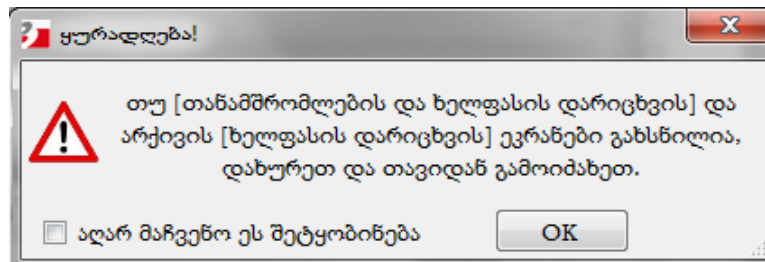 ყურადღება!
თუ [თანამშრომლების და ხელფასის დარიცხვის] და
არქივის [ხელფასის დარიცხვის] ეკრანები გახსნილია,
დახურეთ და თავიდან გამოიძახეთ.
აღარ მაჩვენო ეს შეტყობინება
OK